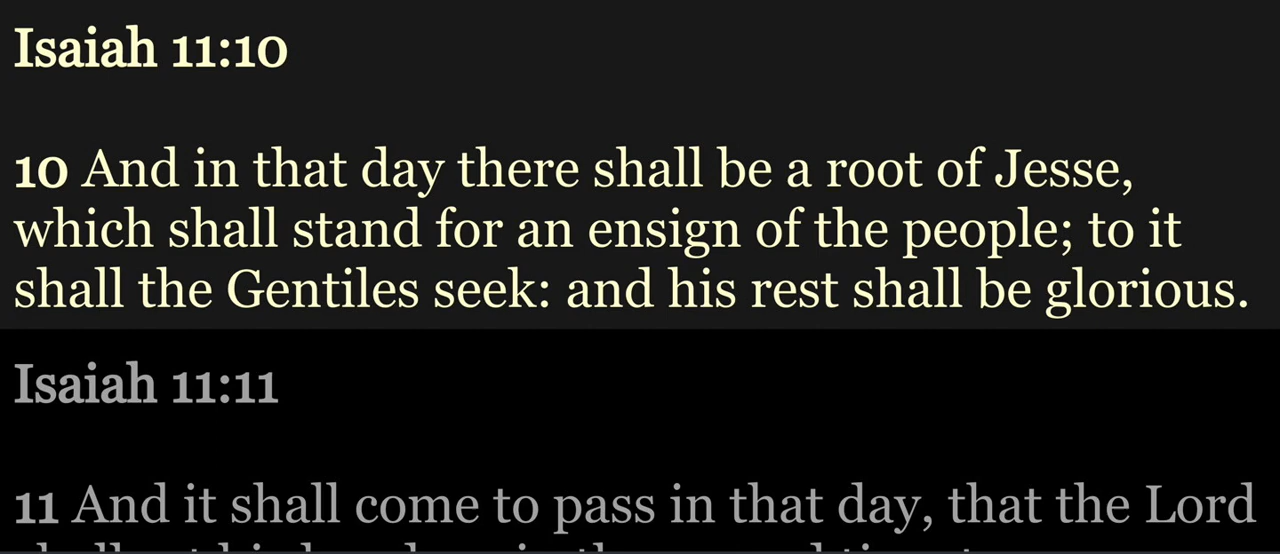 Isaiah 11:10
10 And in that day there shall be a root of Jesse,
which shall stand for an ensign of the people; to it
shall the Gentiles seek: and his rest shall be glorious.
Isaiah 11:11
11 And it shall come to pass in that day, that the Lord